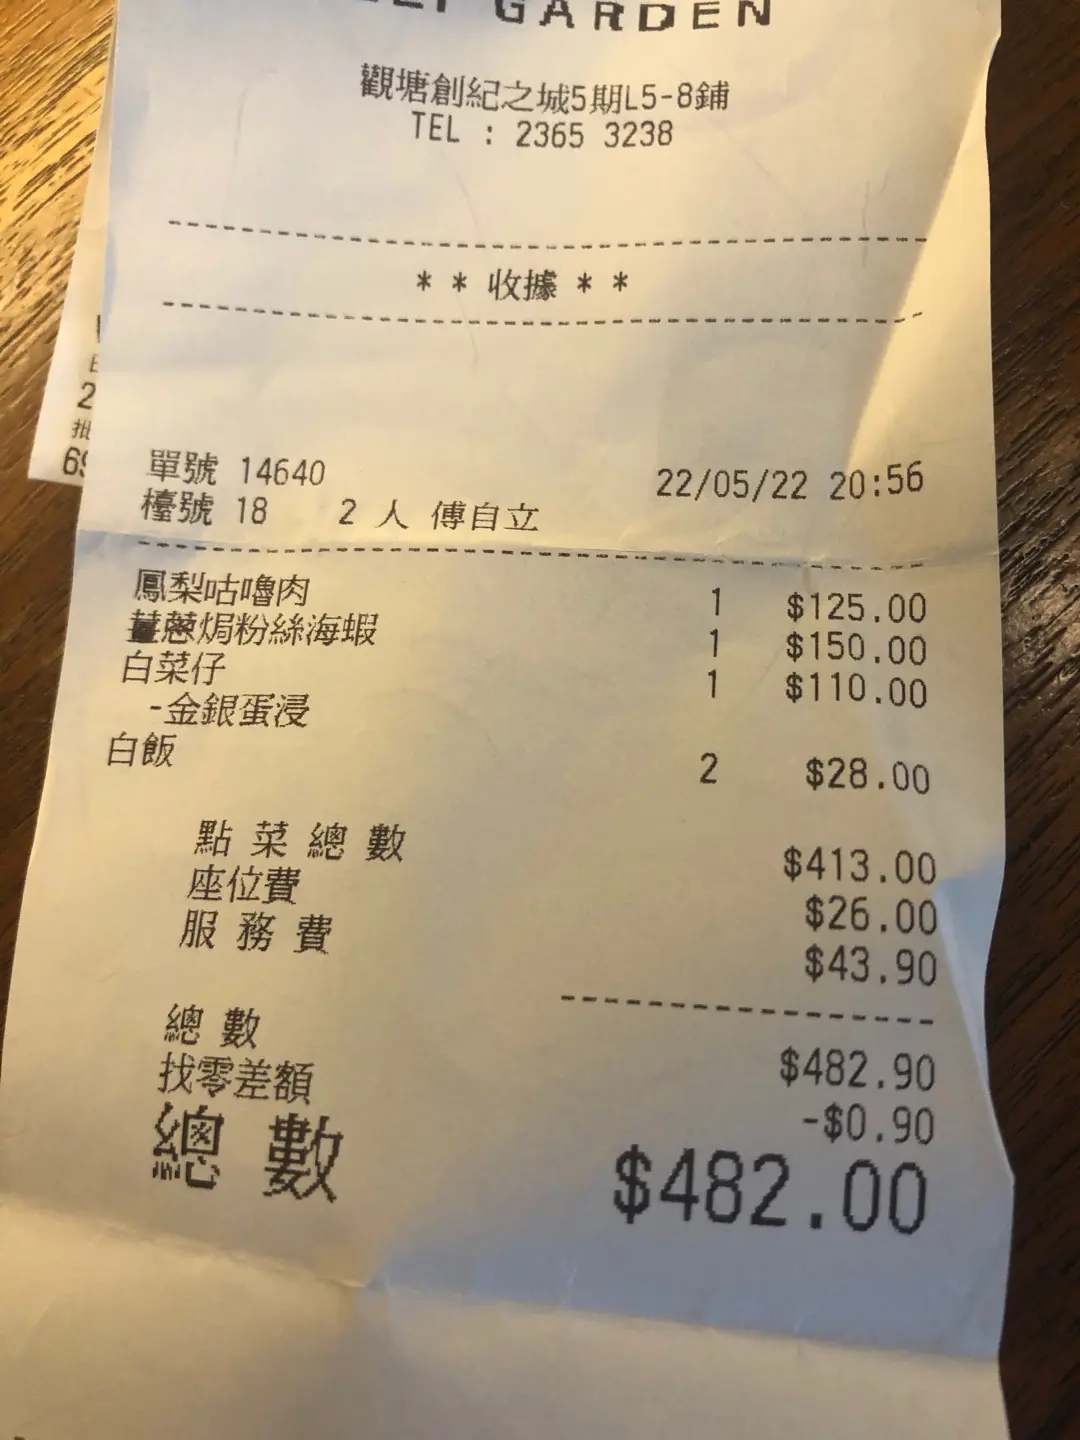 GARDEN
觀塘創紀之城5期L5-8鋪
TEL : 2365 3238
* * 收據 * *
單號 14640 22/05/22 20:56
檯號 18 2 人 傅自立
鳳梨咕嚕肉 1 $125.00
薑蔥焗粉絲海蝦 1 $150.00
白菜仔 1 $110.00
-金銀蛋浸
白飯 2 $28.00
點菜總數 $413.00
座位費 $26.00
服務費 $43.90
總數 $482.90
找零差額 -$0.90
總數 $482.00